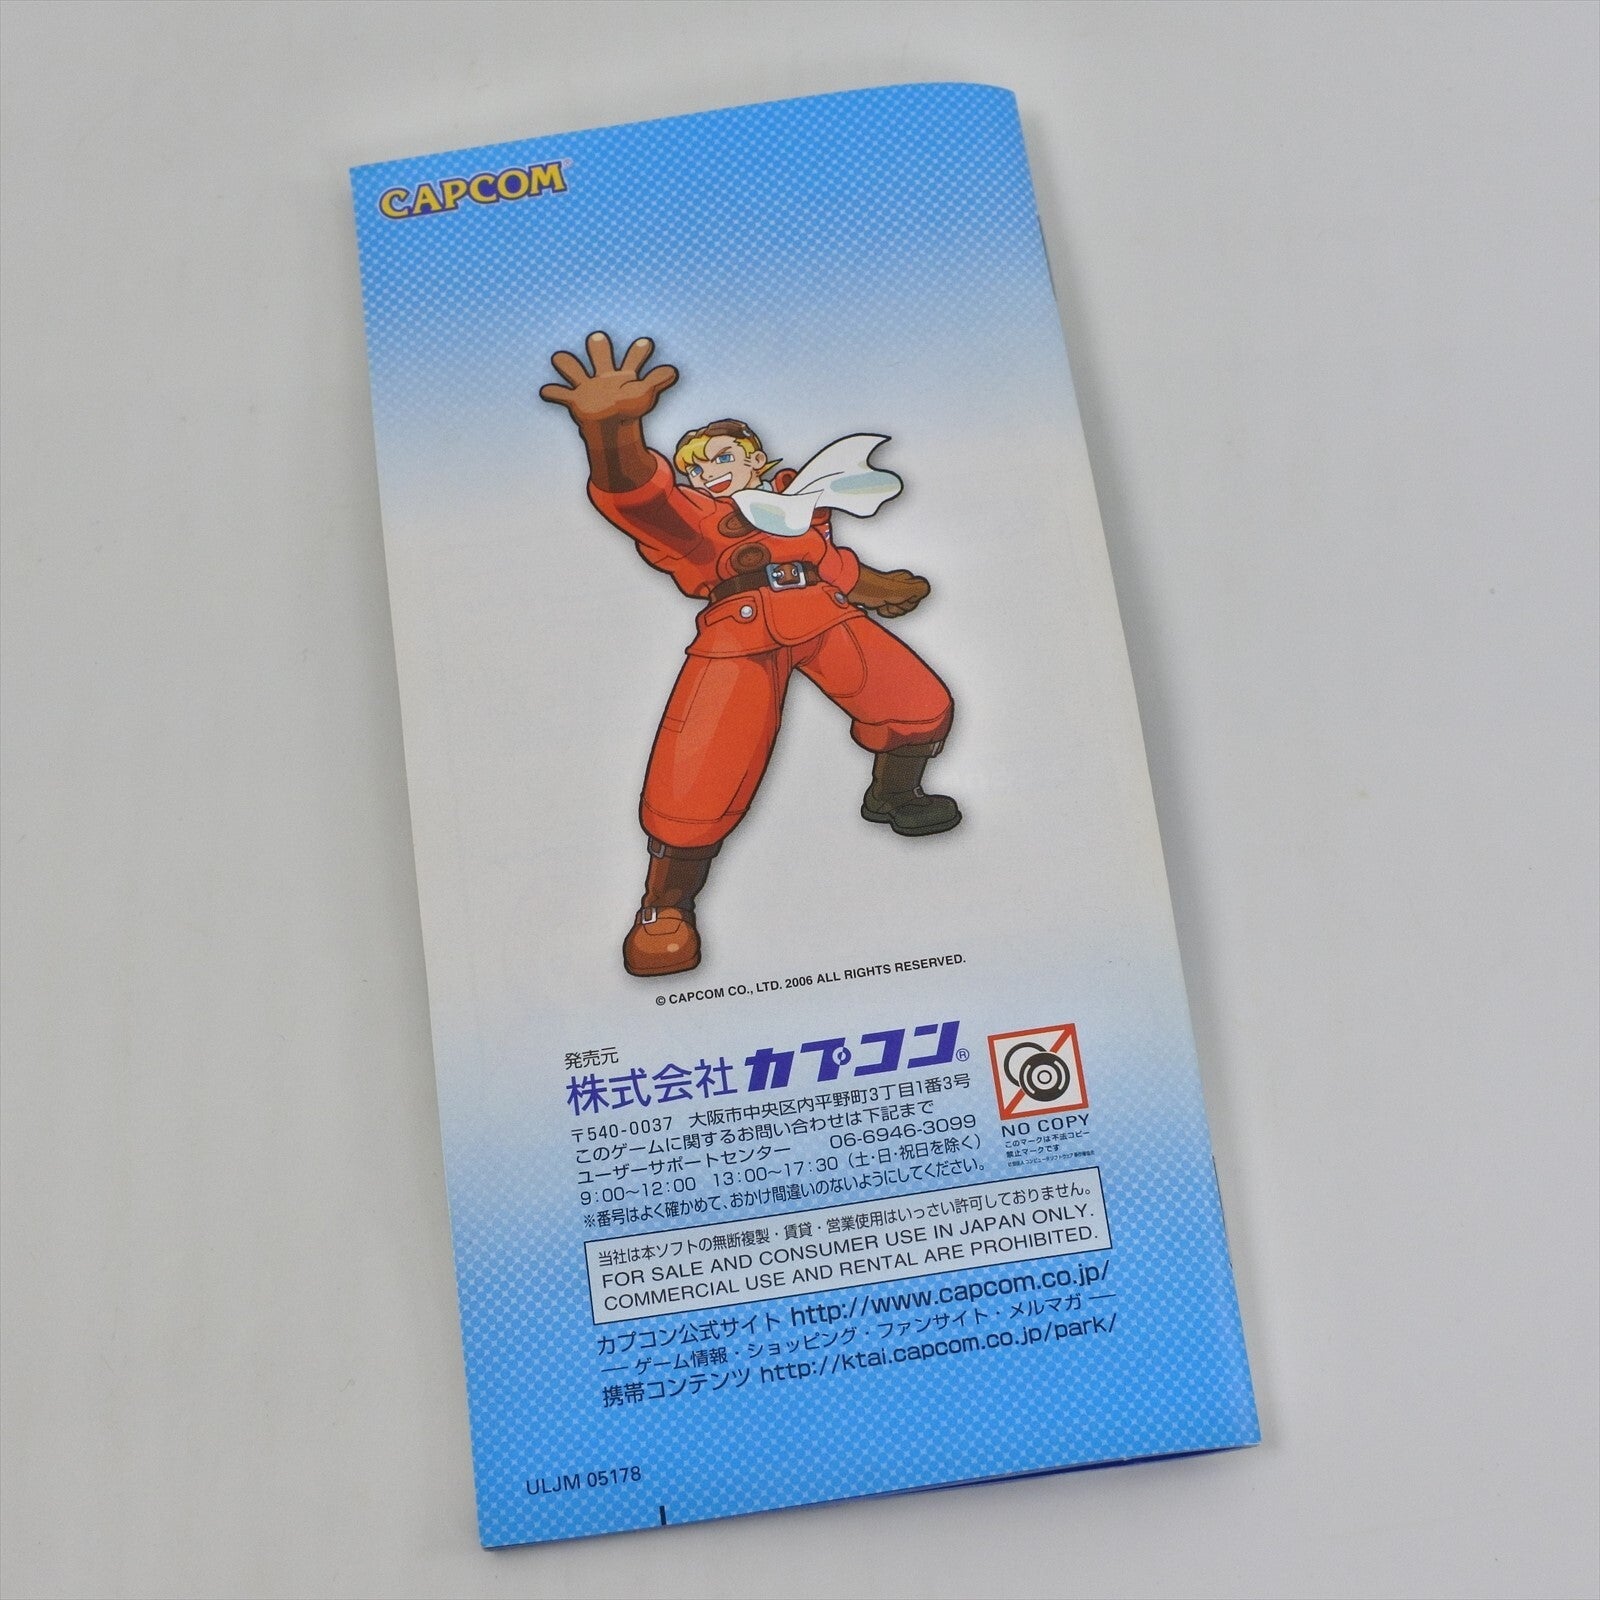 CAPCOM®
© CAPCOM CO., LTD. 2006 ALL RIGHTS RESERVED.
発売元
株式会社カプコン®
〒540-0037 大阪市中央区内平野町3丁目1番3号
このゲームに関するお問い合わせは下記まで
ユーザーサポートセンター 06-6946-3099
9:00~12:00 13:00~17:30 (土・日・祝日を除く)
※番号はよく確かめて、おかけ間違いのないようにしてください。
NO COPY
このマークは不法コピー
禁止マークです
当社は本ソフトの無断複製・賃貸・営業使用はいっさい許可しておりません。
FOR SALE AND CONSUMER USE IN JAPAN ONLY.
COMMERCIAL USE AND RENTAL ARE PROHIBITED.
カプコン公式サイト http://www.capcom.co.jp/
― ゲーム情報・ショッピング・ファンサイト・メルマガ ―
携帯コンテンツ http://ktai.capcom.co.jp/park/
ULJM 05178